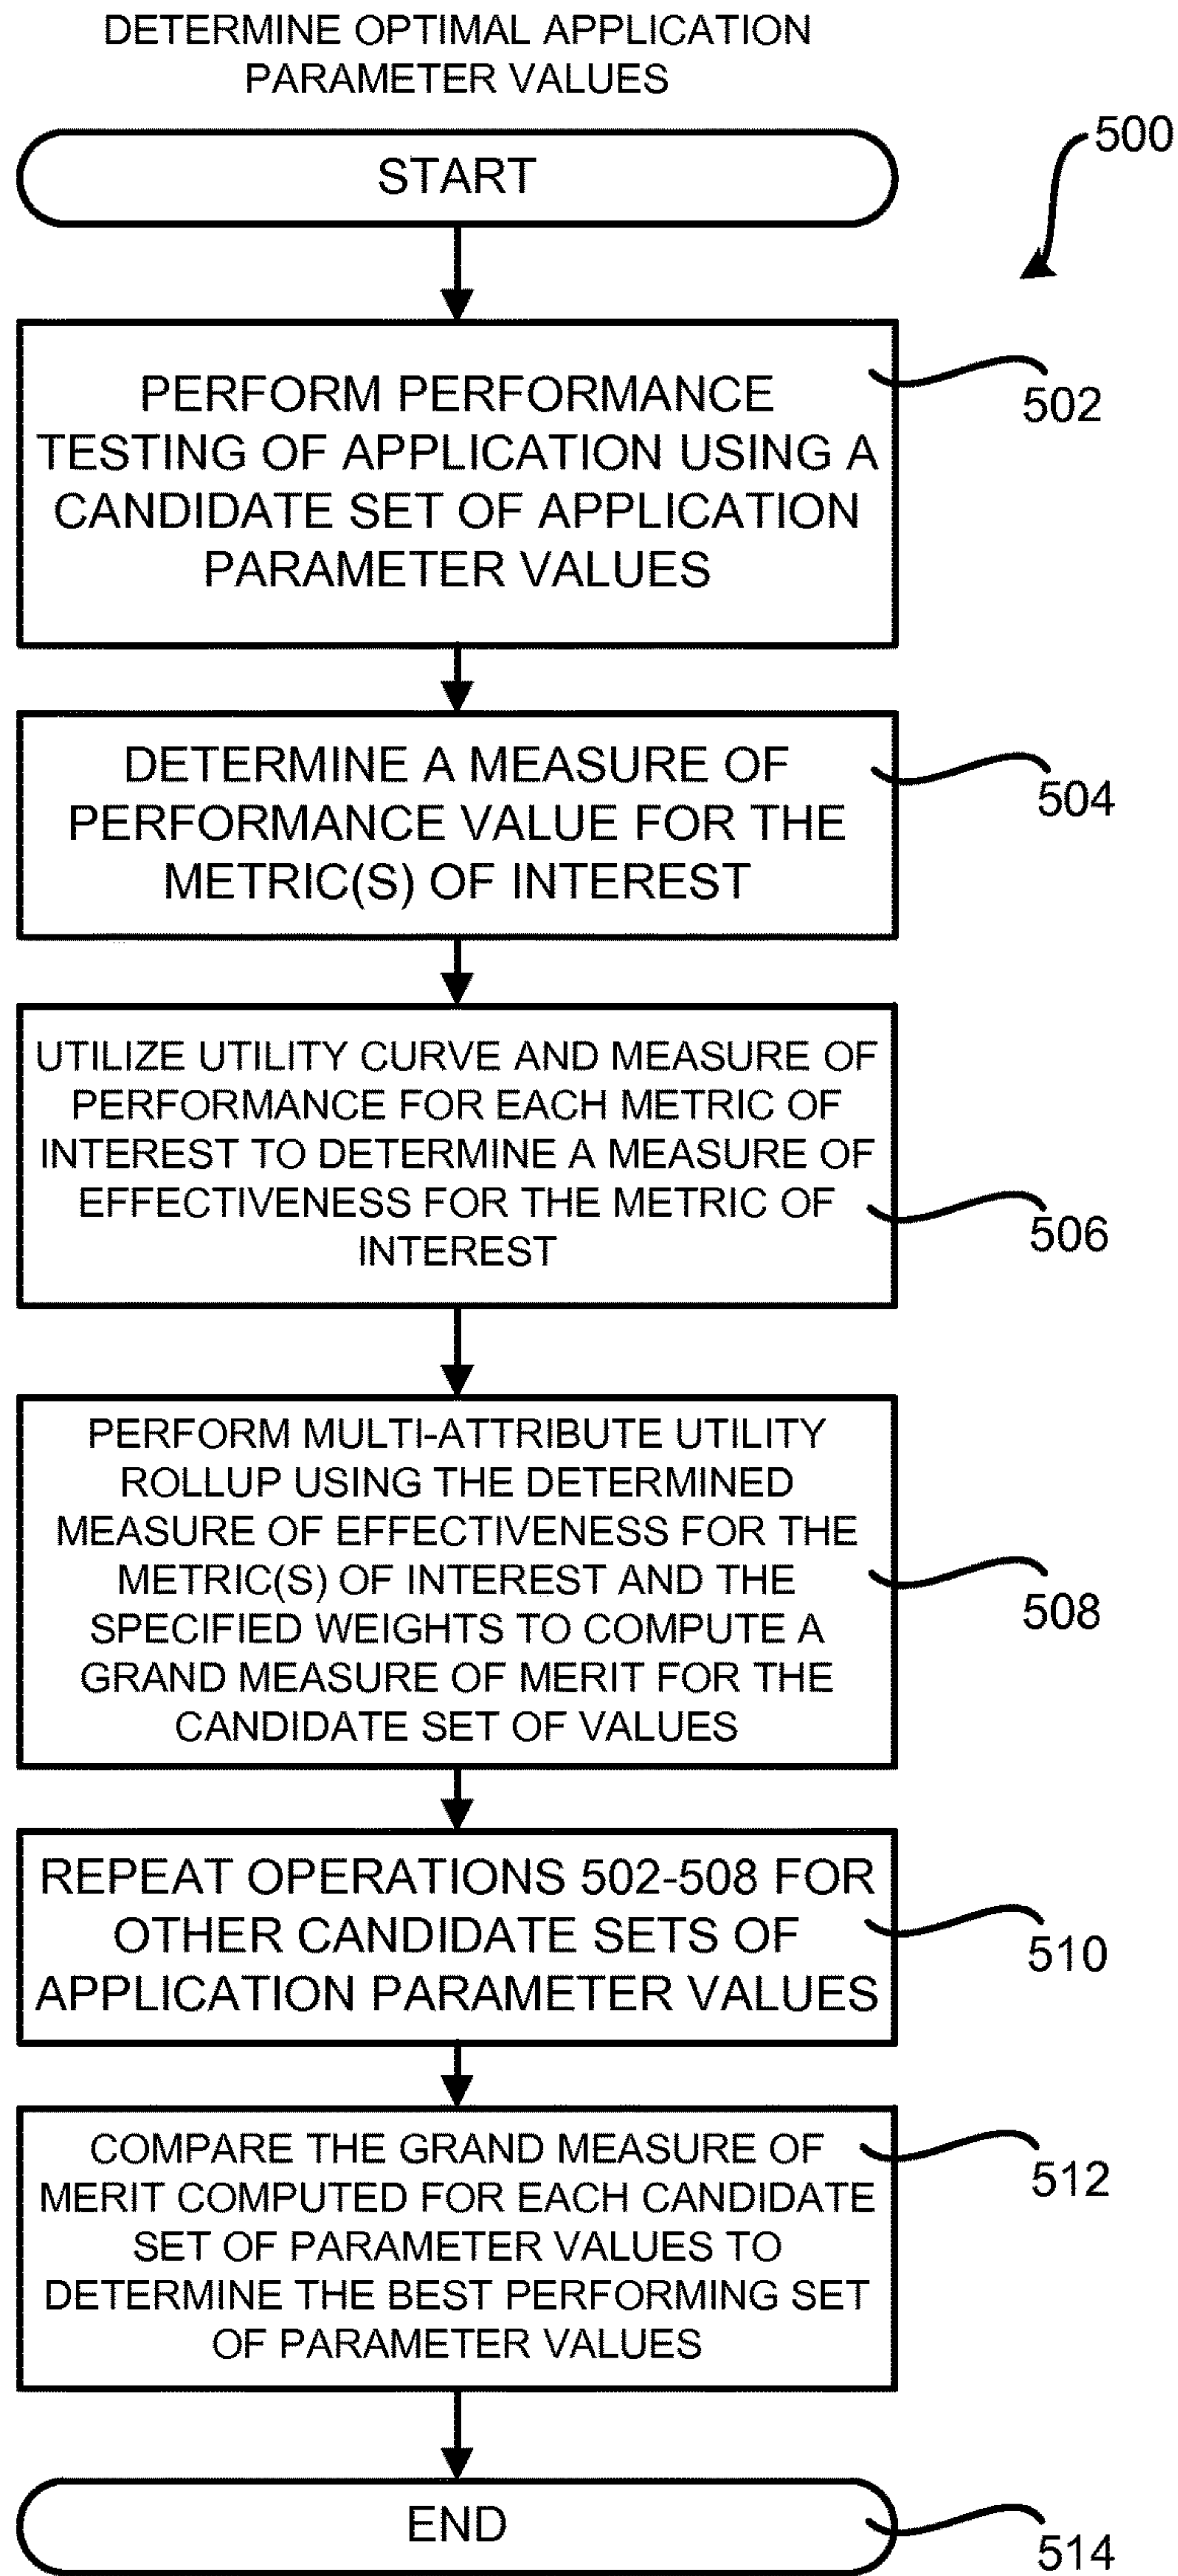 DETERMINE OPTIMAL APPLICATION
PARAMETER VALUES
START
500
PERFORM PERFORMANCE
TESTING OF APPLICATION USING A
CANDIDATE SET OF APPLICATION
PARAMETER VALUES
502
DETERMINE A MEASURE OF
PERFORMANCE VALUE FOR THE
METRIC(S) OF INTEREST
504
UTILIZE UTILITY CURVE AND MEASURE OF
PERFORMANCE FOR EACH METRIC OF
INTEREST TO DETERMINE A MEASURE OF
EFFECTIVENESS FOR THE METRIC OF
INTEREST
506
PERFORM MULTI-ATTRIBUTE UTILITY
ROLLUP USING THE DETERMINED
MEASURE OF EFFECTIVENESS FOR THE
METRIC(S) OF INTEREST AND THE
SPECIFIED WEIGHTS TO COMPUTE A
GRAND MEASURE OF MERIT FOR THE
CANDIDATE SET OF VALUES
508
REPEAT OPERATIONS 502-508 FOR
OTHER CANDIDATE SETS OF
APPLICATION PARAMETER VALUES
510
COMPARE THE GRAND MEASURE OF
MERIT COMPUTED FOR EACH CANDIDATE
SET OF PARAMETER VALUES TO
DETERMINE THE BEST PERFORMING SET
OF PARAMETER VALUES
512
END
514